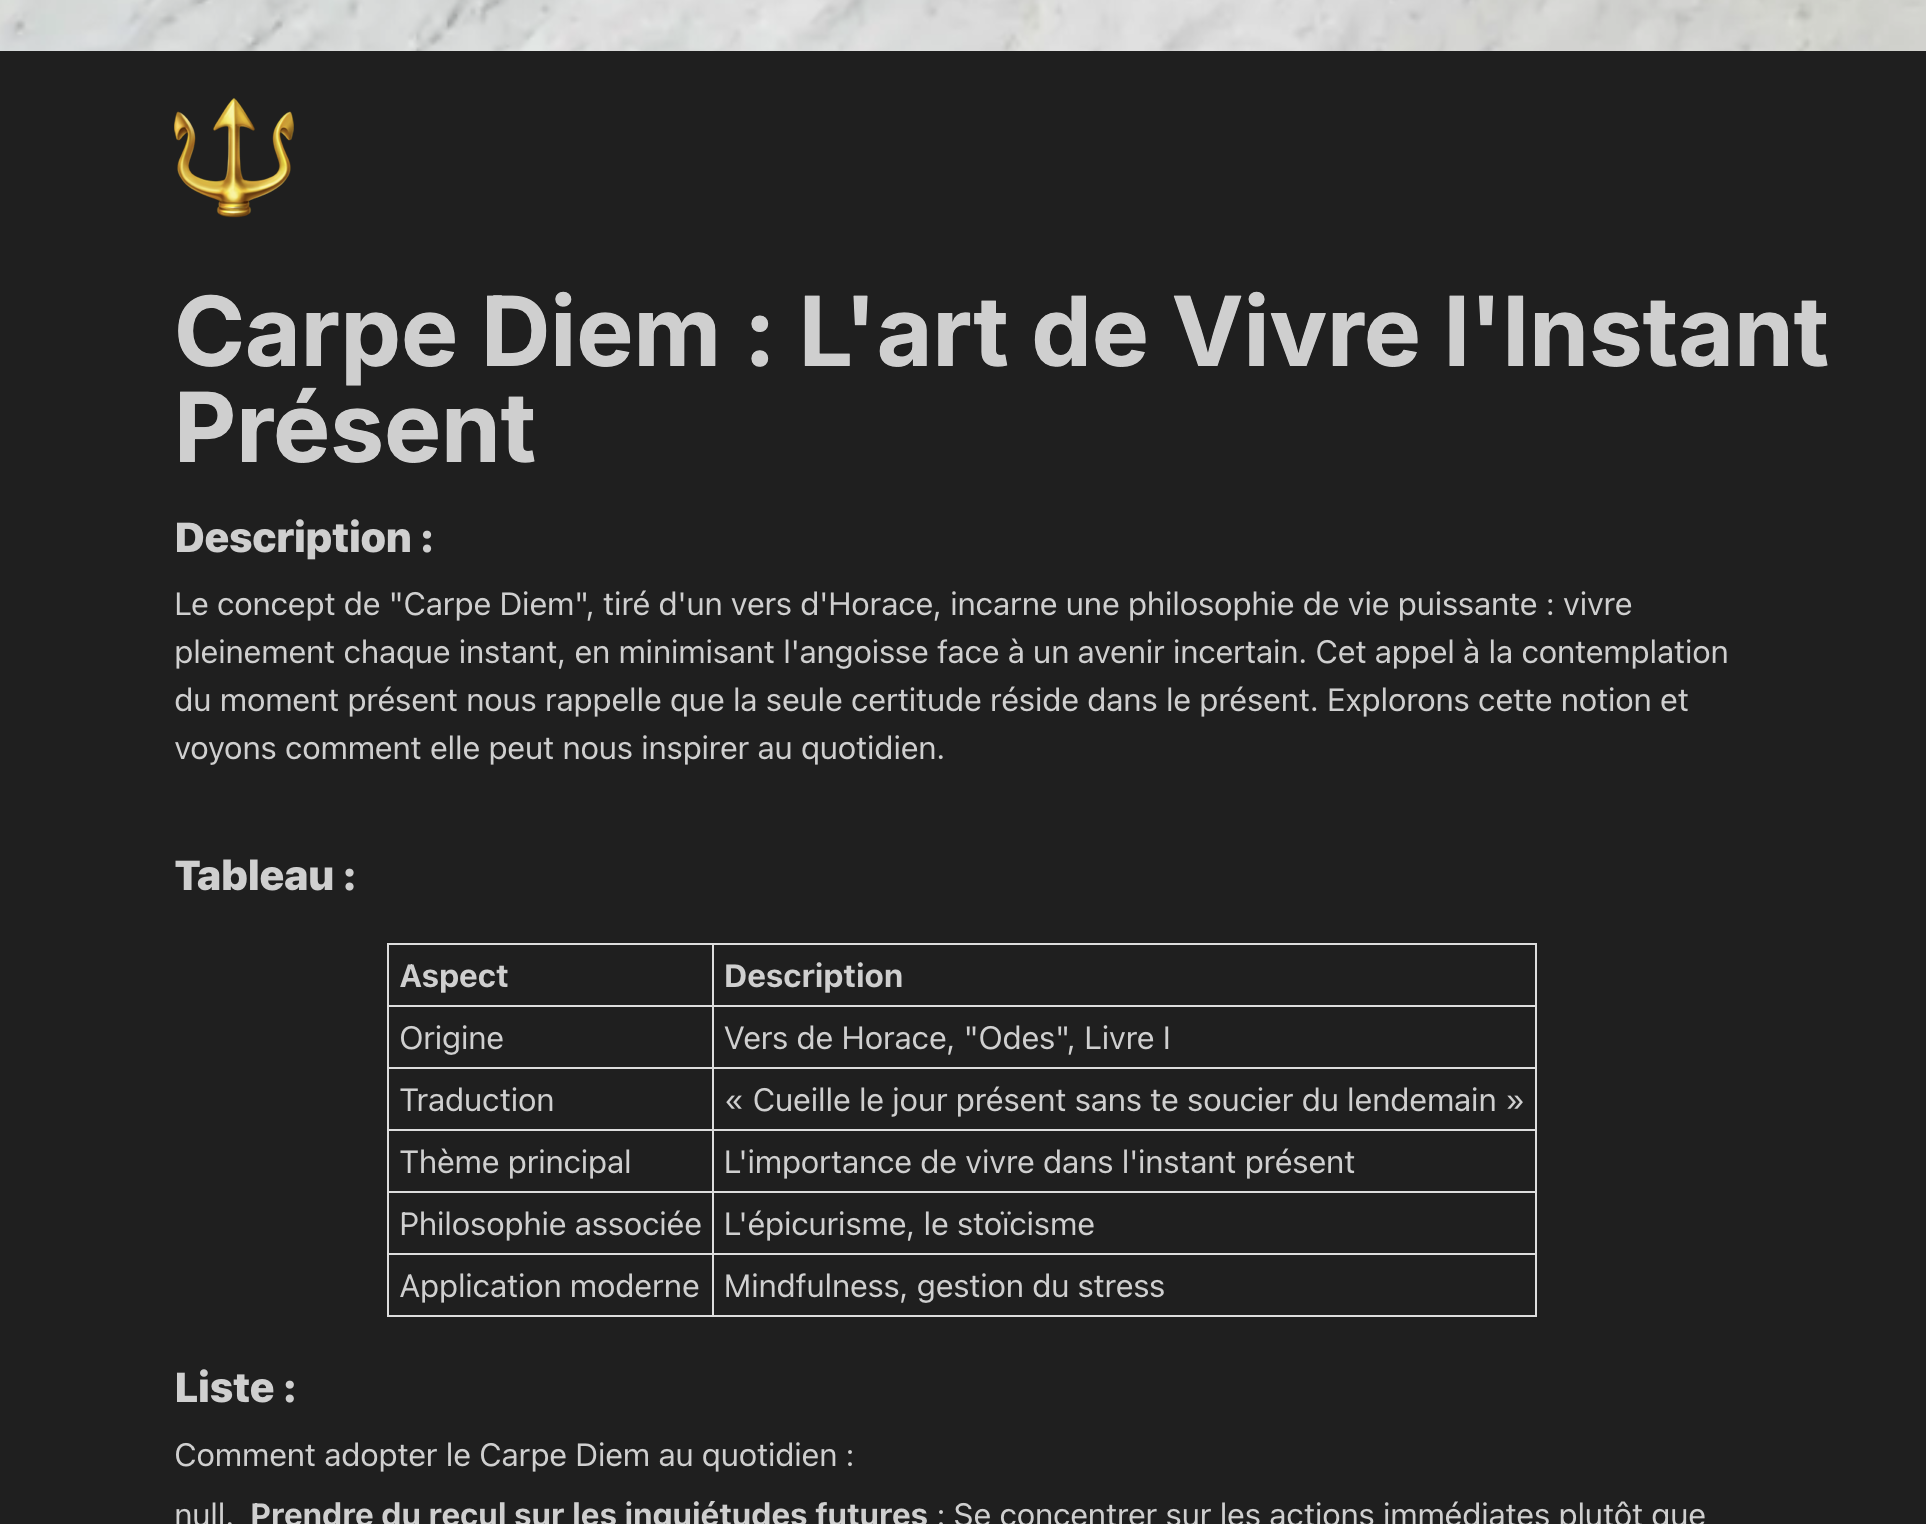 Carpe Diem : L'art de Vivre l'Instant
Présent
Description :
Le concept de "Carpe Diem", tiré d'un vers d'Horace, incarne une philosophie de vie puissante : vivre
pleinement chaque instant, en minimisant l'angoisse face à un avenir incertain. Cet appel à la contemplation
du moment présent nous rappelle que la seule certitude réside dans le présent. Explorons cette notion et
voyons comment elle peut nous inspirer au quotidien.
Tableau :
Aspect Description
Origine Vers de Horace, "Odes", Livre I
Traduction « Cueille le jour présent sans te soucier du lendemain »
Thème principal L'importance de vivre dans l'instant présent
Philosophie associée L'épicurisme, le stoïcisme
Application moderne Mindfulness, gestion du stress
Liste :
Comment adopter le Carpe Diem au quotidien :
null. Prendre du recul sur les inquiétudes futures : Se concentrer sur les actions immédiates plutôt que